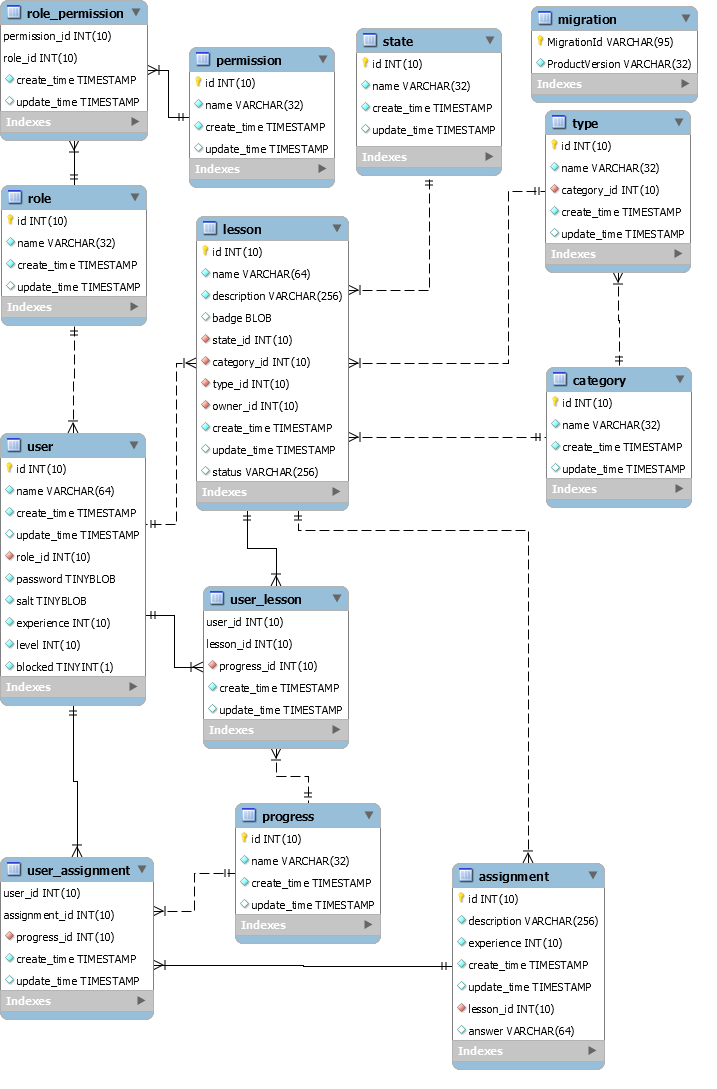 role_permission
permission_id INT(10)
role_id INT(10)
create_time TIMESTAMP
update_time TIMESTAMP
Indexes
permission
id INT(10)
name VARCHAR(32)
create_time TIMESTAMP
update_time TIMESTAMP
Indexes
state
id INT(10)
name VARCHAR(32)
create_time TIMESTAMP
update_time TIMESTAMP
Indexes
migration
MigrationId VARCHAR(95)
ProductVersion VARCHAR(32)
Indexes
type
id INT(10)
name VARCHAR(32)
category_id INT(10)
create_time TIMESTAMP
update_time TIMESTAMP
Indexes
role
id INT(10)
name VARCHAR(32)
create_time TIMESTAMP
update_time TIMESTAMP
Indexes
lesson
id INT(10)
name VARCHAR(64)
description VARCHAR(256)
badge BLOB
state_id INT(10)
category_id INT(10)
type_id INT(10)
owner_id INT(10)
create_time TIMESTAMP
update_time TIMESTAMP
status VARCHAR(256)
Indexes
category
id INT(10)
name VARCHAR(32)
create_time TIMESTAMP
update_time TIMESTAMP
Indexes
user
id INT(10)
name VARCHAR(64)
create_time TIMESTAMP
update_time TIMESTAMP
role_id INT(10)
password TINYBLOB
salt TINYBLOB
experience INT(10)
level INT(10)
blocked TINYINT(1)
Indexes
user_lesson
user_id INT(10)
lesson_id INT(10)
progress_id INT(10)
create_time TIMESTAMP
update_time TIMESTAMP
Indexes
progress
id INT(10)
name VARCHAR(32)
create_time TIMESTAMP
update_time TIMESTAMP
Indexes
user_assignment
user_id INT(10)
assignment_id INT(10)
progress_id INT(10)
create_time TIMESTAMP
update_time TIMESTAMP
Indexes
assignment
id INT(10)
description VARCHAR(256)
experience INT(10)
create_time TIMESTAMP
update_time TIMESTAMP
lesson_id INT(10)
answer VARCHAR(64)
Indexes